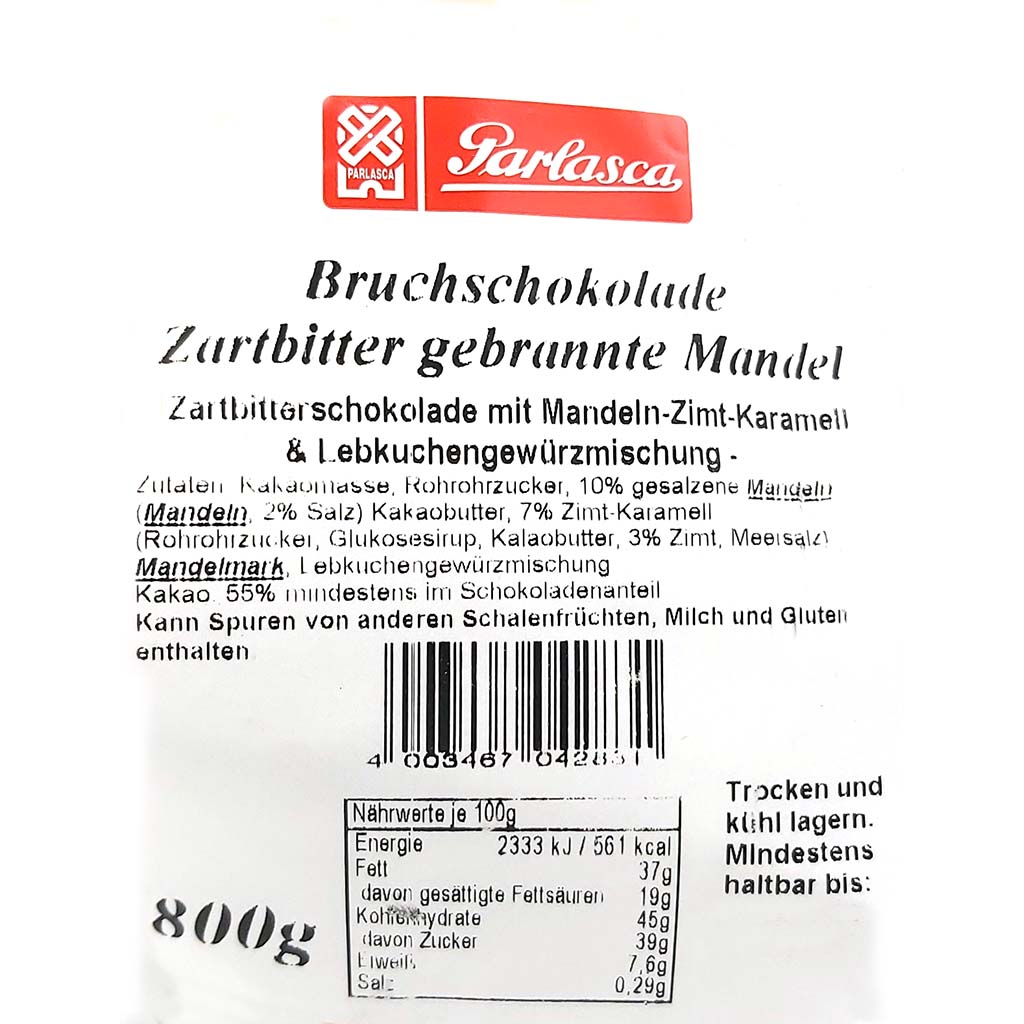 PARLASCA
Parlasca
Bruchschokolade
Zartbitter gebrannte Mandel
Zartbitterschokolade mit Mandeln-Zimt-Karamell
& Lebkuchengewürzmischung -
Zutaten Kakaomasse, Rohrohrzucker, 10% gesalzene Mandeln
(Mandeln, 2% Salz) Kakaobutter, 7% Zimt-Karamell
(Rohrohrzucker, Glukosesirup, Kalaobutter, 3% Zimt, Meersalz)
Mandelmark, Lebkuchengewürzmischung
Kakao. 55% mindestens im Schokoladenanteil
Kann Spuren von anderen Schalenfrüchten, Milch und Gluten
enthalten
4 003467 042831
Trocken und
kühl lagern.
Mindestens
haltbar bis:
Nährwerte je 100g
Energie 2333 kJ / 561 kcal
Fett 37g
davon gesättigte Fettsäuren 19g
Kohlenhydrate 45g
davon Zucker 39g
Eiweiß 7,6g
Salz 0,29g
800g